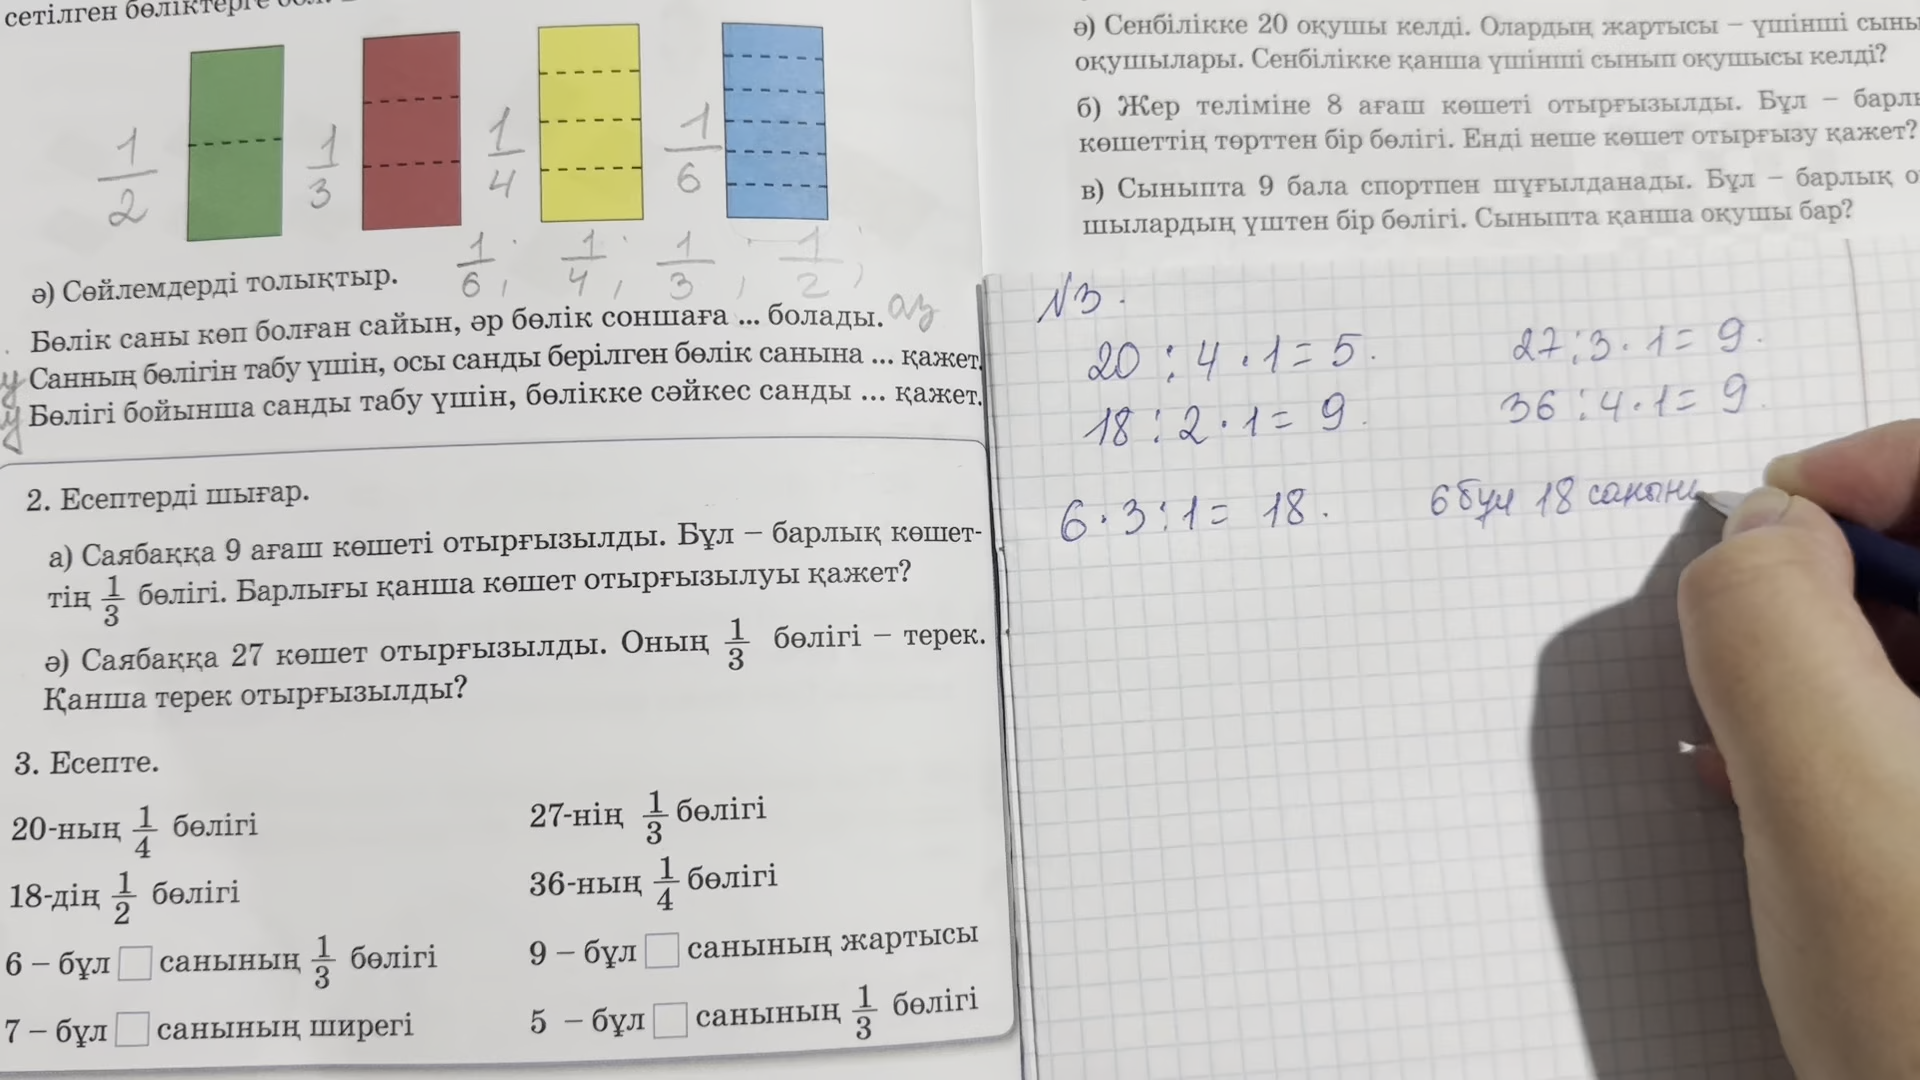 сетілген бөліктерге бөл.
1/2
1/3
1/4
1/6
1/6; 1/4; 1/3; 1/2;
ә) Сөйлемдерді толықтыр.
Бөлік саны көп болған сайын, әр бөлік соншаға ... болады. аз
Санның бөлігін табу үшін, осы санды берілген бөлік санына ... қажет.
Бөлігі бойынша санды табу үшін, бөлікке сәйкес санды ... қажет.
2. Есептерді шығар.
а) Саябаққа 9 ағаш көшеті отырғызылды. Бұл – барлық көшет-
тің 1/3 бөлігі. Барлығы қанша көшет отырғызылуы қажет?
ә) Саябаққа 27 көшет отырғызылды. Оның 1/3 бөлігі – терек.
Қанша терек отырғызылды?
3. Есепте.
20-ның 1/4 бөлігі
27-нің 1/3 бөлігі
18-дің 1/2 бөлігі
36-ның 1/4 бөлігі
6 – бұл □ санының 1/3 бөлігі
9 – бұл □ санының жартысы
7 – бұл □ санының ширегі
5 – бұл □ санының 1/3 бөлігі
ә) Сенбілікке 20 оқушы келді. Олардың жартысы – үшінші сыны
оқушылары. Сенбілікке қанша үшінші сынып оқушысы келді?
б) Жер теліміне 8 ағаш көшеті отырғызылды. Бұл – барлы
көшеттің төрттен бір бөлігі. Енді неше көшет отырғызу қажет?
в) Сыныпта 9 бала спортпен шұғылданады. Бұл – барлық о
шылардың үштен бір бөлігі. Сыныпта қанша оқушы бар?
№3.
20 : 4 · 1 = 5.
27 : 3 · 1 = 9.
18 : 2 · 1 = 9.
36 : 4 · 1 = 9.
6 · 3 : 1 = 18.
6 бұл 18 саның